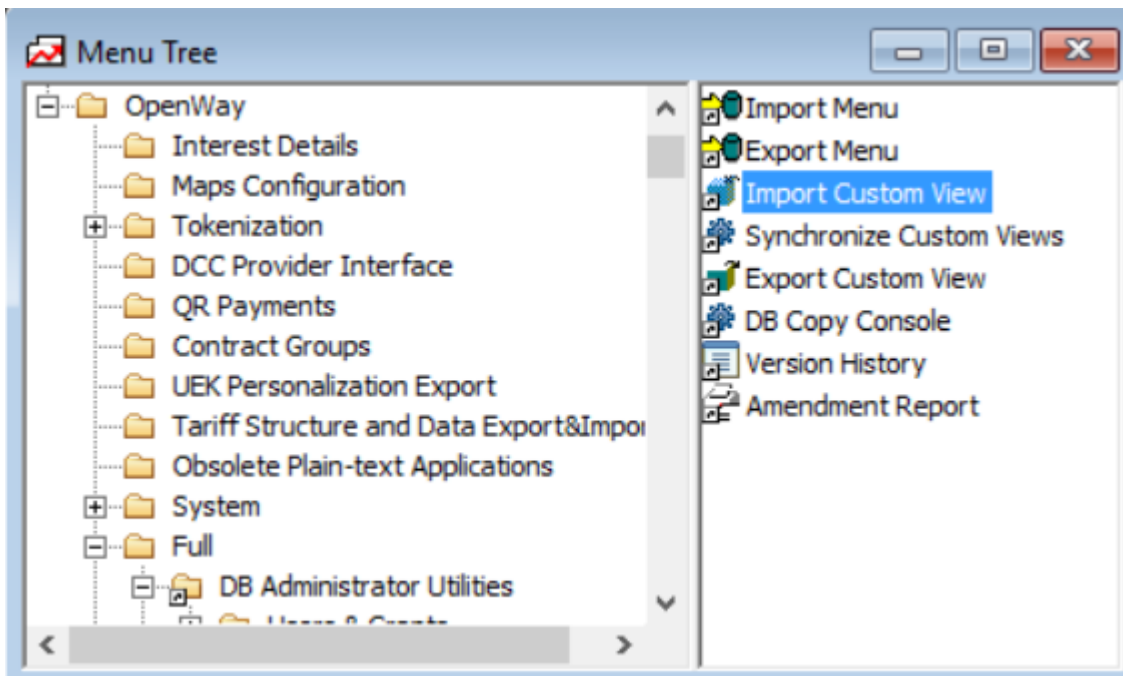 Menu Tree
OpenWay
Interest Details
Maps Configuration
Tokenization
DCC Provider Interface
QR Payments
Contract Groups
UEK Personalization Export
Tariff Structure and Data Export&Impor
Obsolete Plain-text Applications
System
Full
DB Administrator Utilities
Users & Grants
Import Menu
Export Menu
Import Custom View
Synchronize Custom Views
Export Custom View
DB Copy Console
Version History
Amendment Report